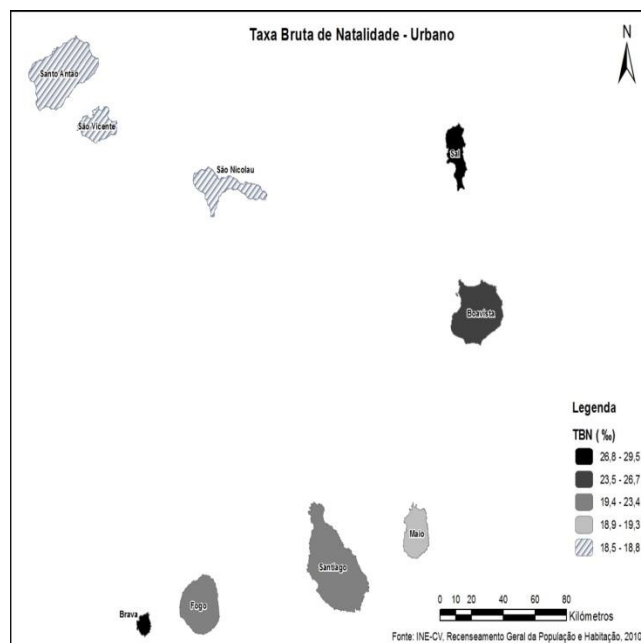 Taxa Bruta de Natalidade - Urbano
N
Santo Antão
São Vicente
São Nicolau
Sal
Boavista
Legenda
TBN ( ‰)
26,8 - 29,5
23,5 - 26,7
19,4 - 23,4
18,9 - 19,3
18,5 - 18,8
Maio
Santiago
Fogo
Brava
0 10 20 40 60 80
Kilómetros
Fonte: INE-CV, Recenseamento Geral da População e Habitação, 2010